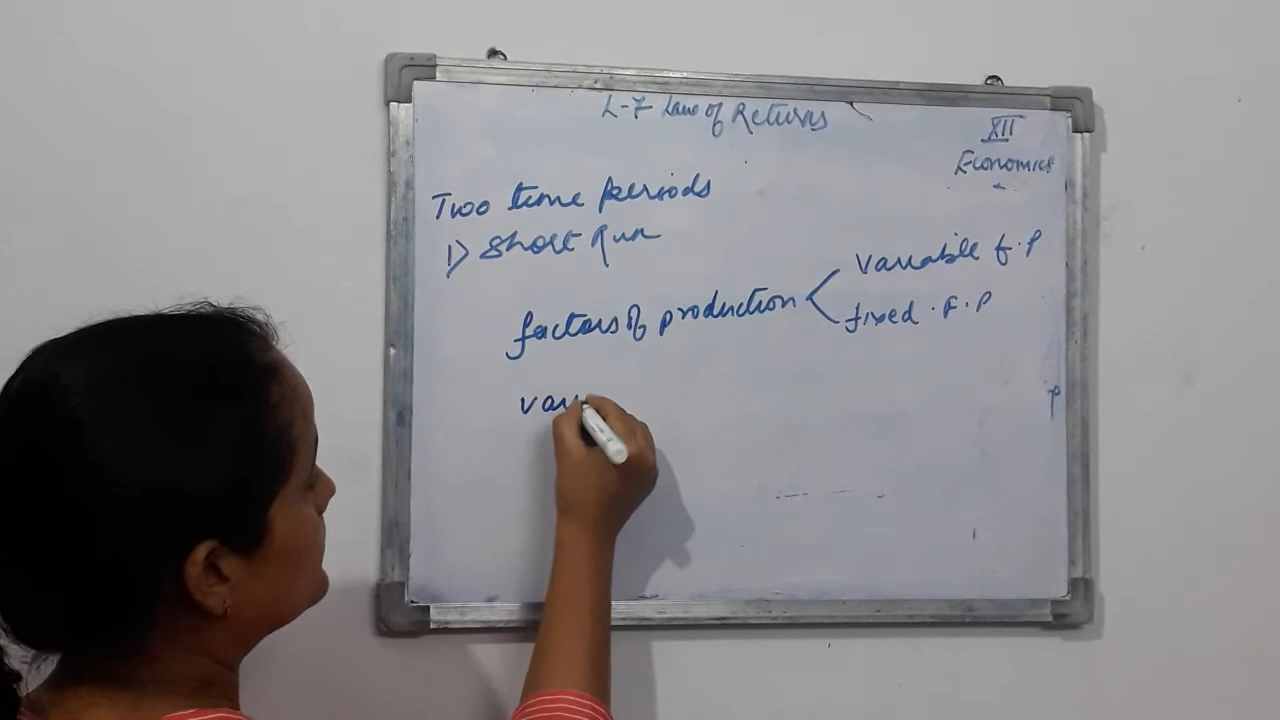 L-7 Law of Returns
XII
Economics
Two time periods
1) Short Run
factors of production < variable f.P
fixed . F.P
var
P